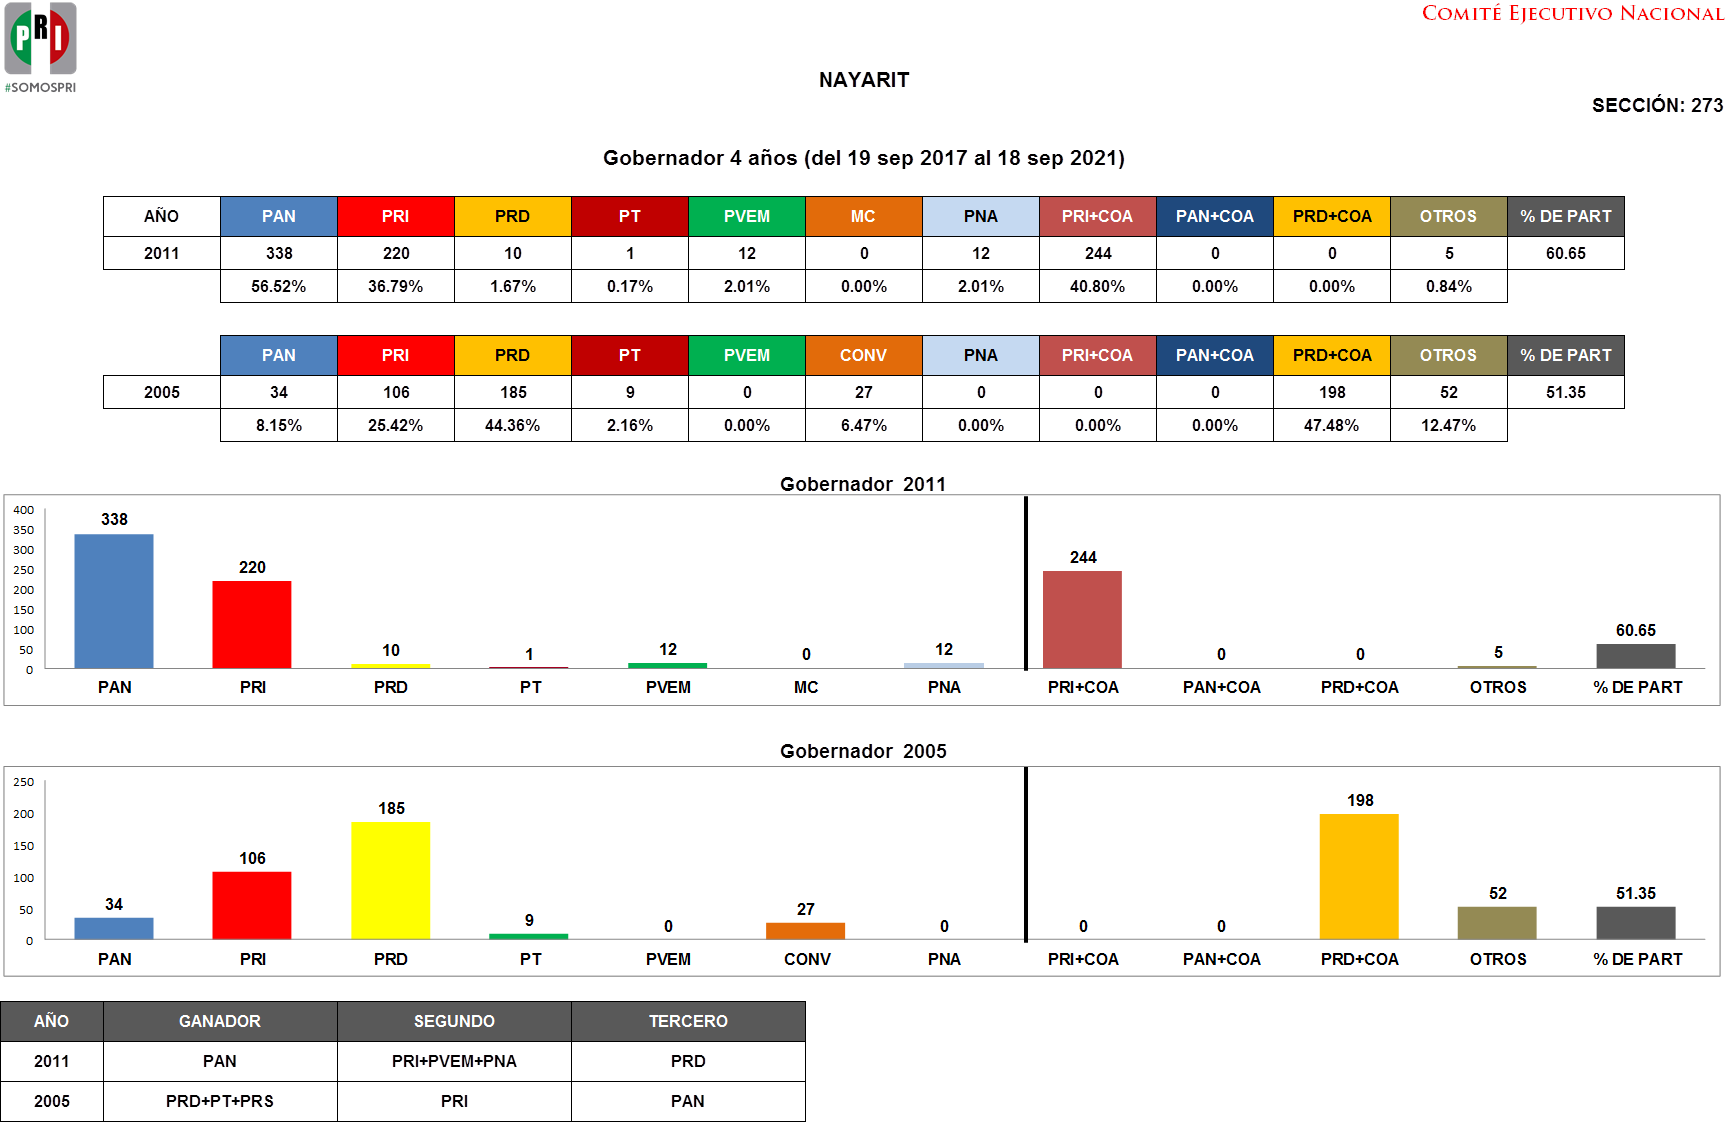 PRI
#SOMOSPRI
COMITÉ EJECUTIVO NACIONAL
NAYARIT
SECCIÓN: 273
Gobernador 4 años (del 19 sep 2017 al 18 sep 2021)
AÑO PAN PRI PRD PT PVEM MC PNA PRI+COA PAN+COA PRD+COA OTROS % DE PART
2011 338 220 10 1 12 0 12 244 0 0 5 60.65
56.52% 36.79% 1.67% 0.17% 2.01% 0.00% 2.01% 40.80% 0.00% 0.00% 0.84%
PAN PRI PRD PT PVEM CONV PNA PRI+COA PAN+COA PRD+COA OTROS % DE PART
2005 34 106 185 9 0 27 0 0 0 198 52 51.35
8.15% 25.42% 44.36% 2.16% 0.00% 6.47% 0.00% 0.00% 0.00% 47.48% 12.47%
Gobernador 2011
400
350
300
250
200
150
100
50
0
338 220 10 1 12 0 12 244 0 0 5 60.65
PAN PRI PRD PT PVEM MC PNA PRI+COA PAN+COA PRD+COA OTROS % DE PART
Gobernador 2005
250
200
150
100
50
0
34 106 185 9 0 27 0 0 0 198 52 51.35
PAN PRI PRD PT PVEM CONV PNA PRI+COA PAN+COA PRD+COA OTROS % DE PART
AÑO GANADOR SEGUNDO TERCERO
2011 PAN PRI+PVEM+PNA PRD
2005 PRD+PT+PRS PRI PAN